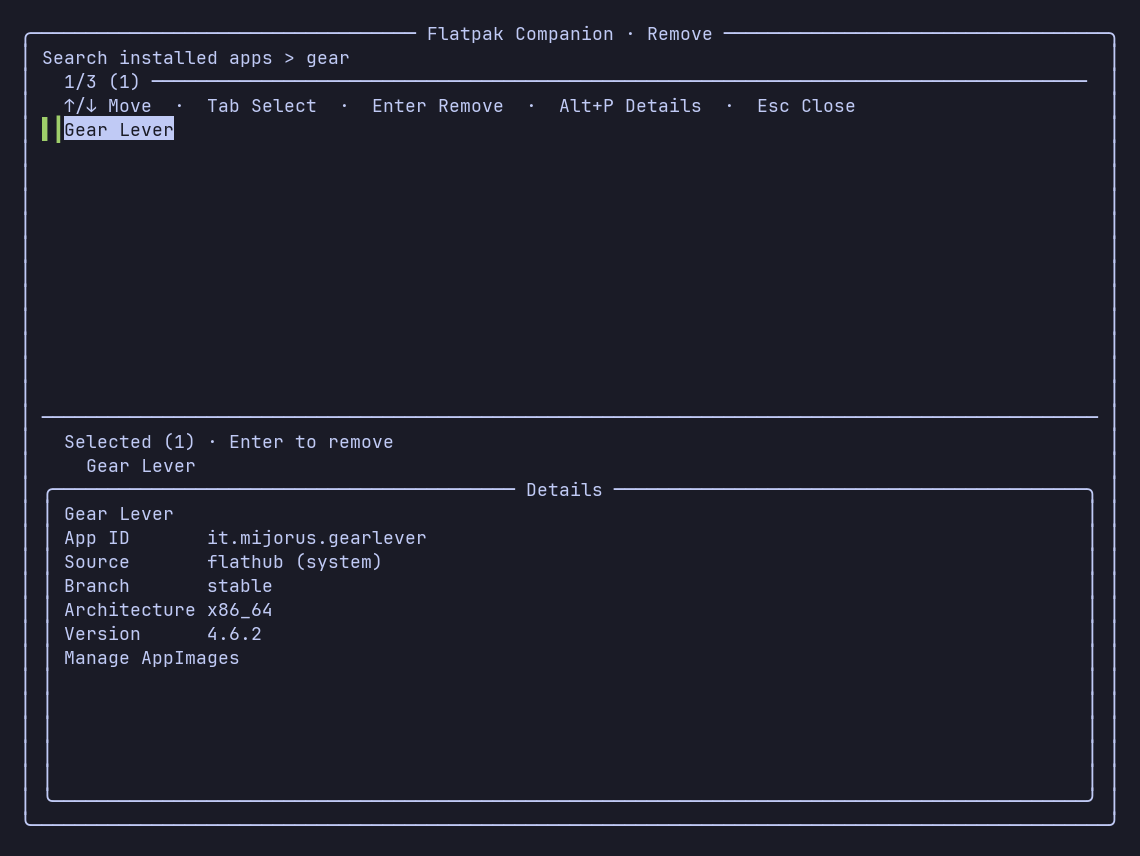 Flatpak Companion · Remove
Search installed apps > gear
1/3 (1)
↑/↓ Move · Tab Select · Enter Remove · Alt+P Details · Esc Close
Gear Lever
Selected (1) · Enter to remove
Gear Lever
Details
Gear Lever
App ID it.mijorus.gearlever
Source flathub (system)
Branch stable
Architecture x86_64
Version 4.6.2
Manage AppImages